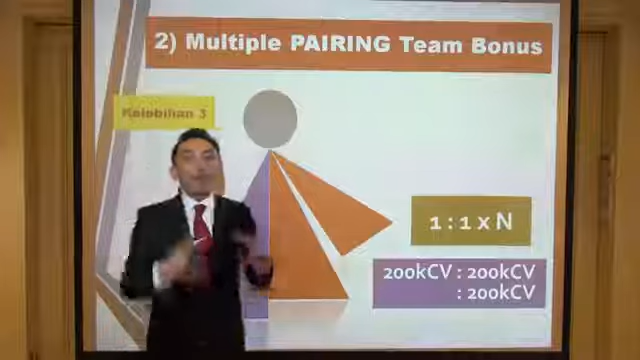 2) Multiple PAIRING Team Bonus
Kelebihan 3
1 : 1 x N
200kCV : 200kCV
: 200kCV